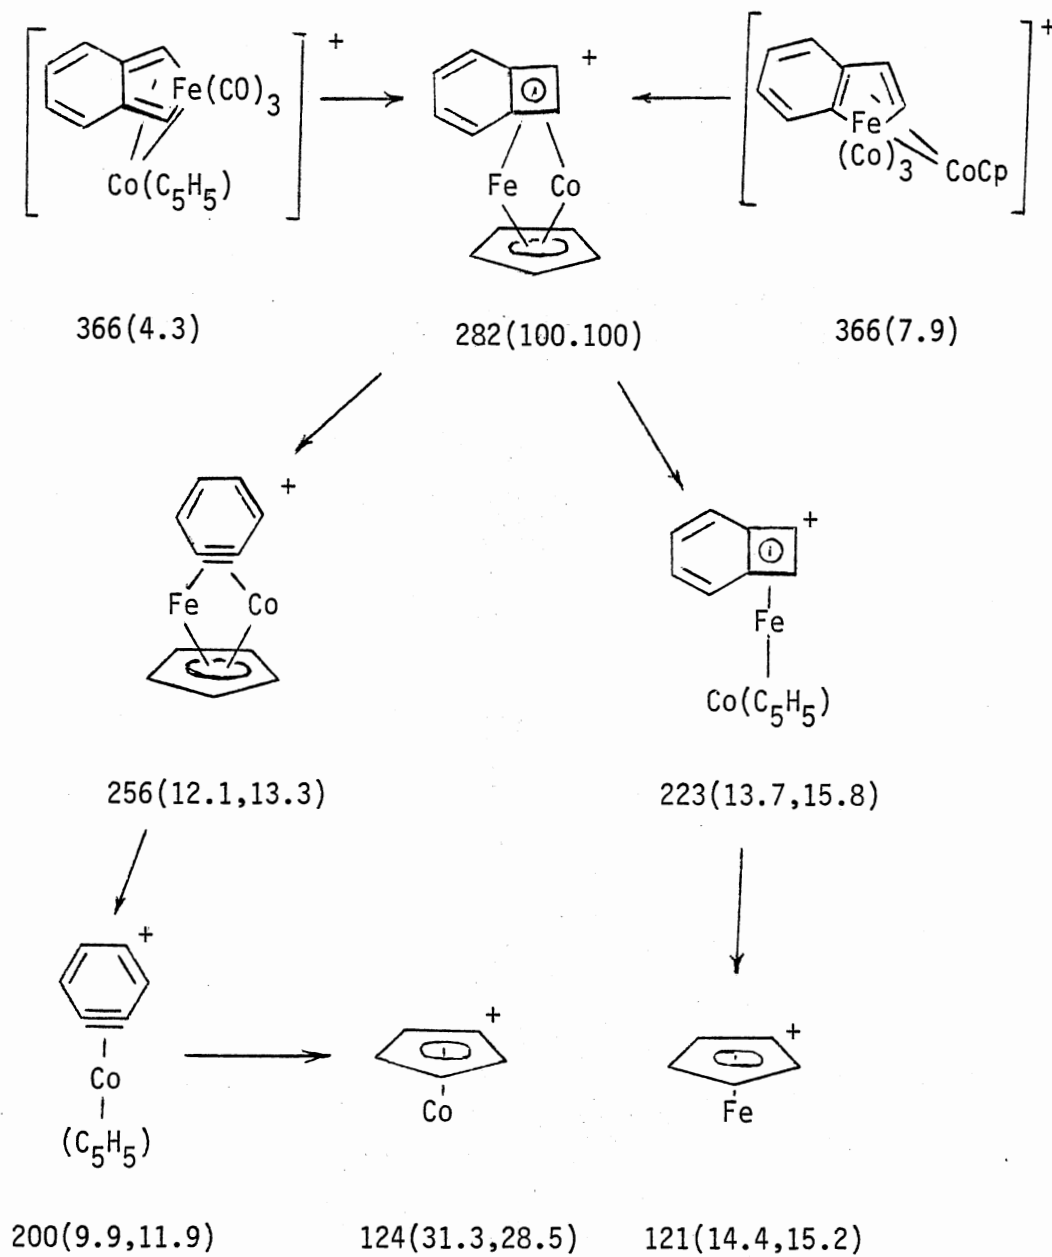 +
Fe(CO)3
Co(C5H5)
+
Fe Co
+
Fe
(Co)3
CoCp
366(4.3)
282(100.100)
366(7.9)
+
Fe Co
+
Fe
Co(C5H5)
256(12.1,13.3)
223(13.7,15.8)
+
Co
(C5H5)
+
Co
+
Fe
200(9.9,11.9)
124(31.3,28.5)
121(14.4,15.2)